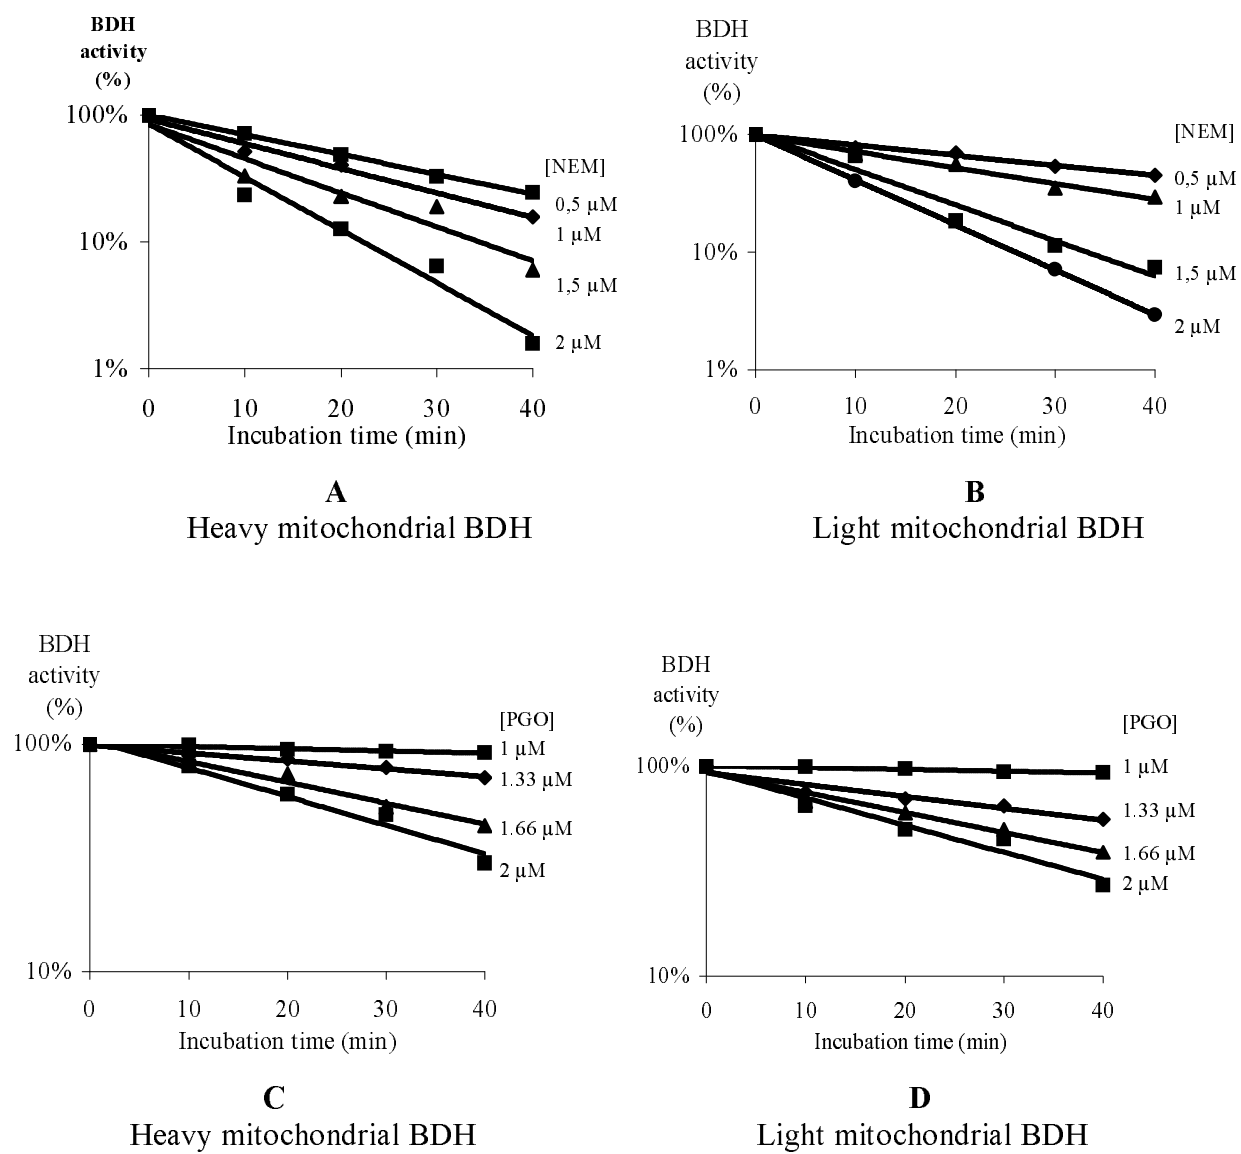 BDH
activity
(%)
100%
10%
1%
0 10 20 30 40
Incubation time (min)
[NEM]
0,5 µM
1 µM
1,5 µM
2 µM
A
Heavy mitochondrial BDH
BDH
activity
(%)
100%
10%
1%
0 10 20 30 40
Incubation time (min)
[NEM]
0,5 µM
1 µM
1,5 µM
2 µM
B
Light mitochondrial BDH
BDH
activity
(%)
100%
10%
0 10 20 30 40
Incubation time (min)
[PGO]
1 µM
1.33 µM
1.66 µM
2 µM
C
Heavy mitochondrial BDH
BDH
activity
(%)
100%
10%
0 10 20 30 40
Incubation time (min)
[PGO]
1 µM
1.33 µM
1.66 µM
2 µM
D
Light mitochondrial BDH